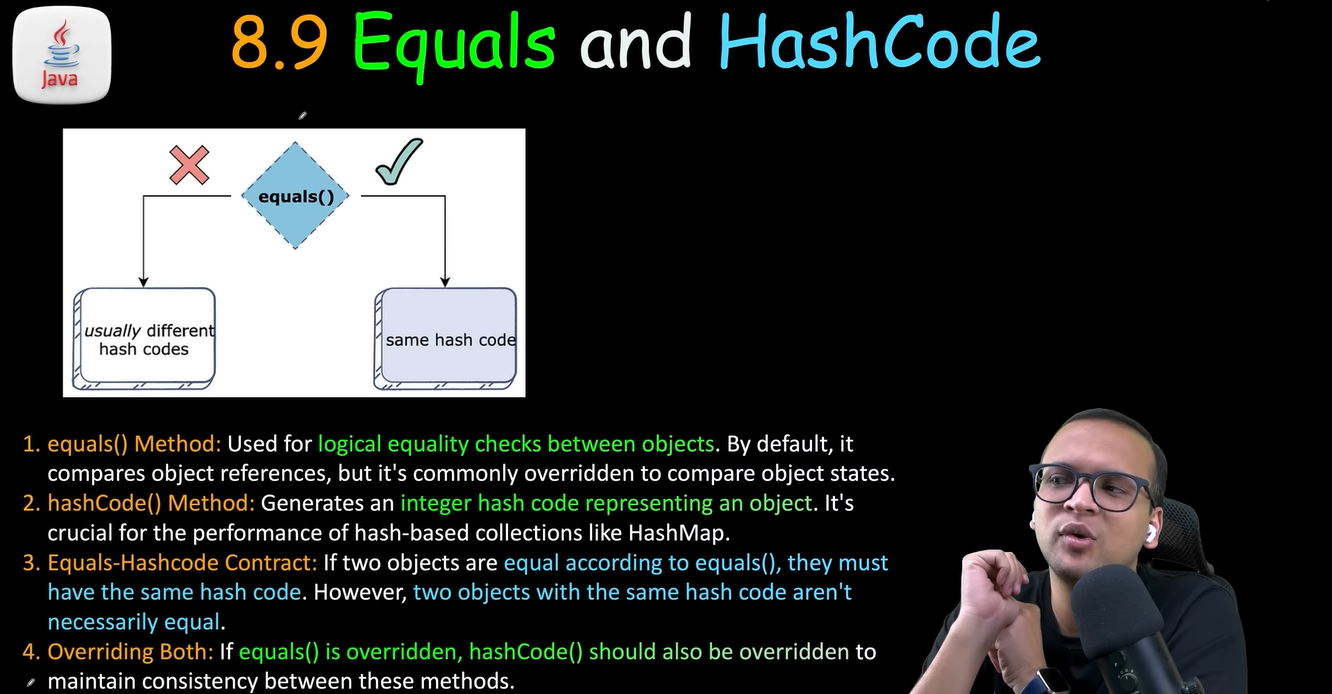 Java
8.9 Equals and HashCode
equals()
usually different
hash codes
same hash code
1. equals() Method: Used for logical equality checks between objects. By default, it
compares object references, but it's commonly overridden to compare object states.
2. hashCode() Method: Generates an integer hash code representing an object. It's
crucial for the performance of hash-based collections like HashMap.
3. Equals-Hashcode Contract: If two objects are equal according to equals(), they must
have the same hash code. However, two objects with the same hash code aren't
necessarily equal.
4. Overriding Both: If equals() is overridden, hashCode() should also be overridden to
maintain consistency between these methods.